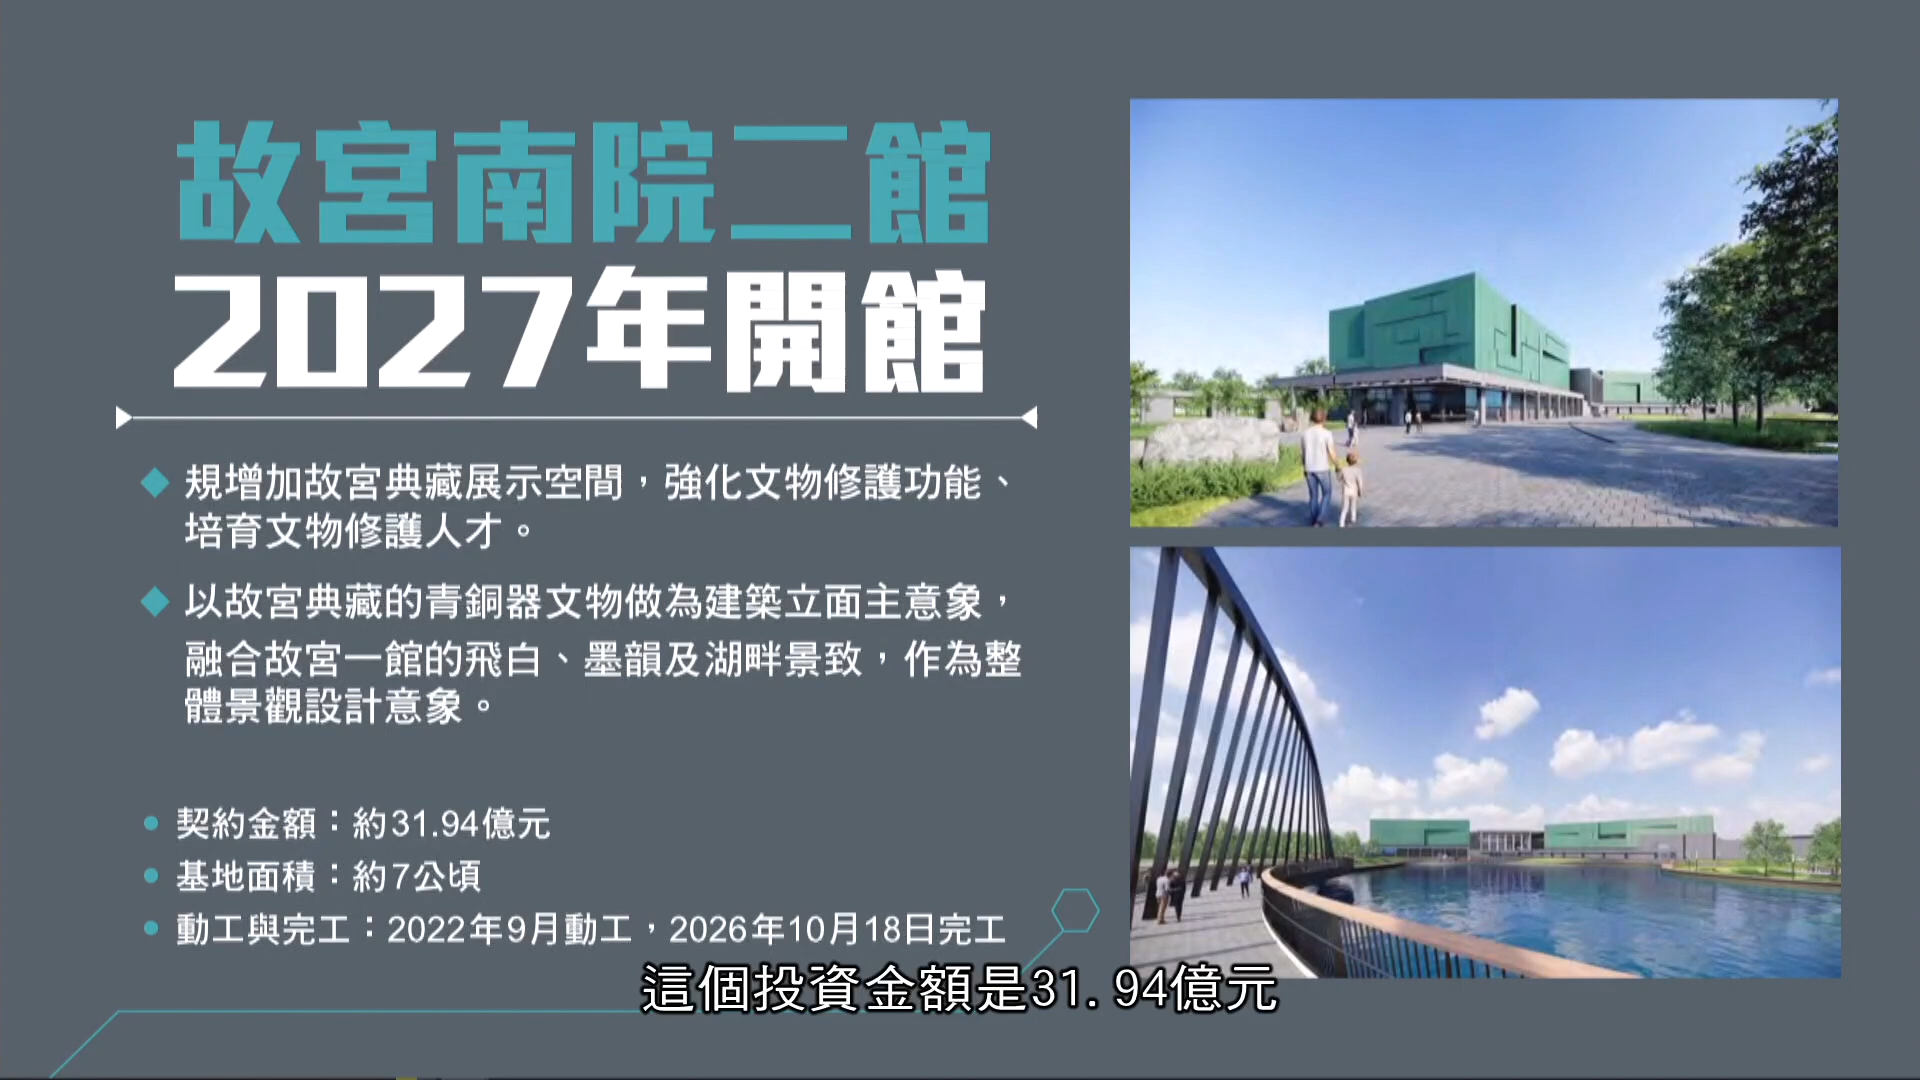 故宮南院二館
2027年開館
規增加故宮典藏展示空間，強化文物修護功能、
培育文物修護人才。
以故宮典藏的青銅器文物做為建築立面主意象，
融合故宮一館的飛白、墨韻及湖畔景致，作為整
體景觀設計意象。
契約金額：約31.94億元
基地面積：約7公頃
動工與完工：2022年9月動工，2026年10月18日完工
這個投資金額是31.94億元